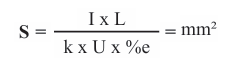 S = I x L / k x U x %e = mm²